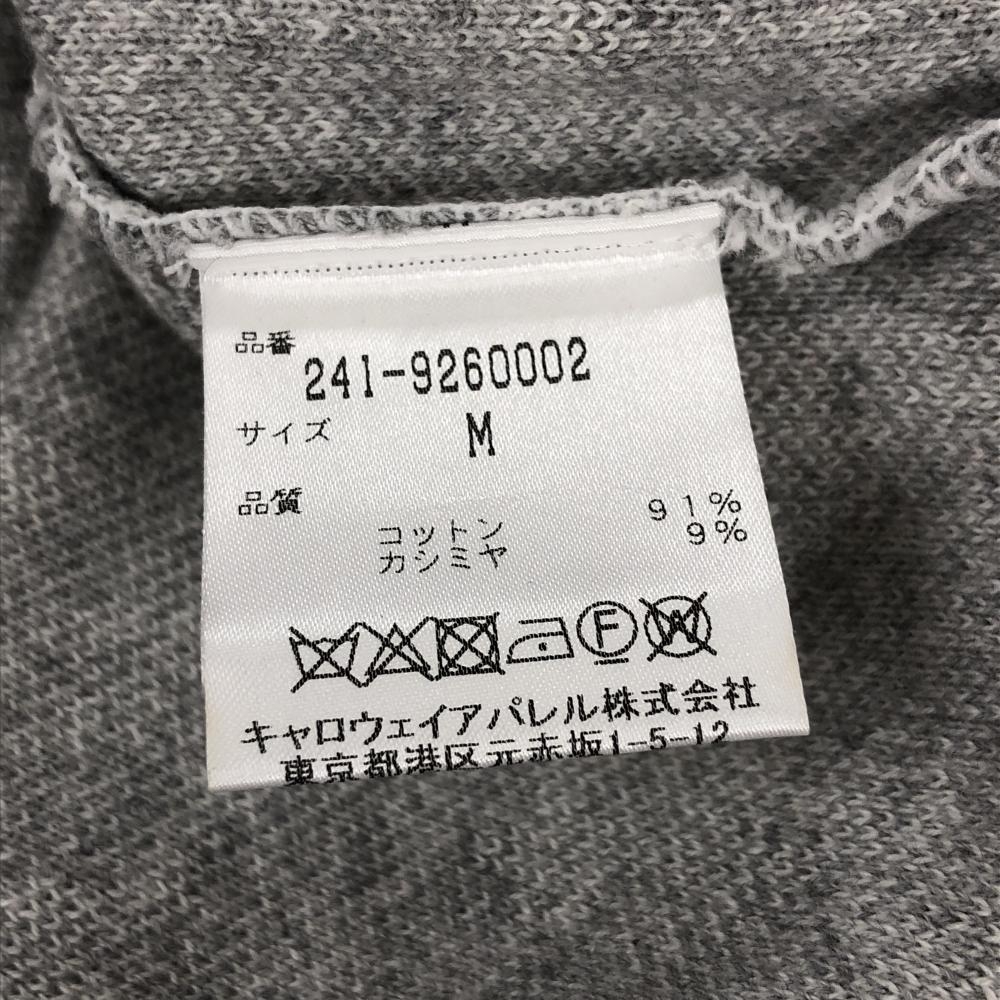 品番
241-9260002
サイズ M
品質
コットン 91%
カシミヤ 9%
F W
キャロウェイアパレル株式会社
東京都港区元赤坂1-5-12